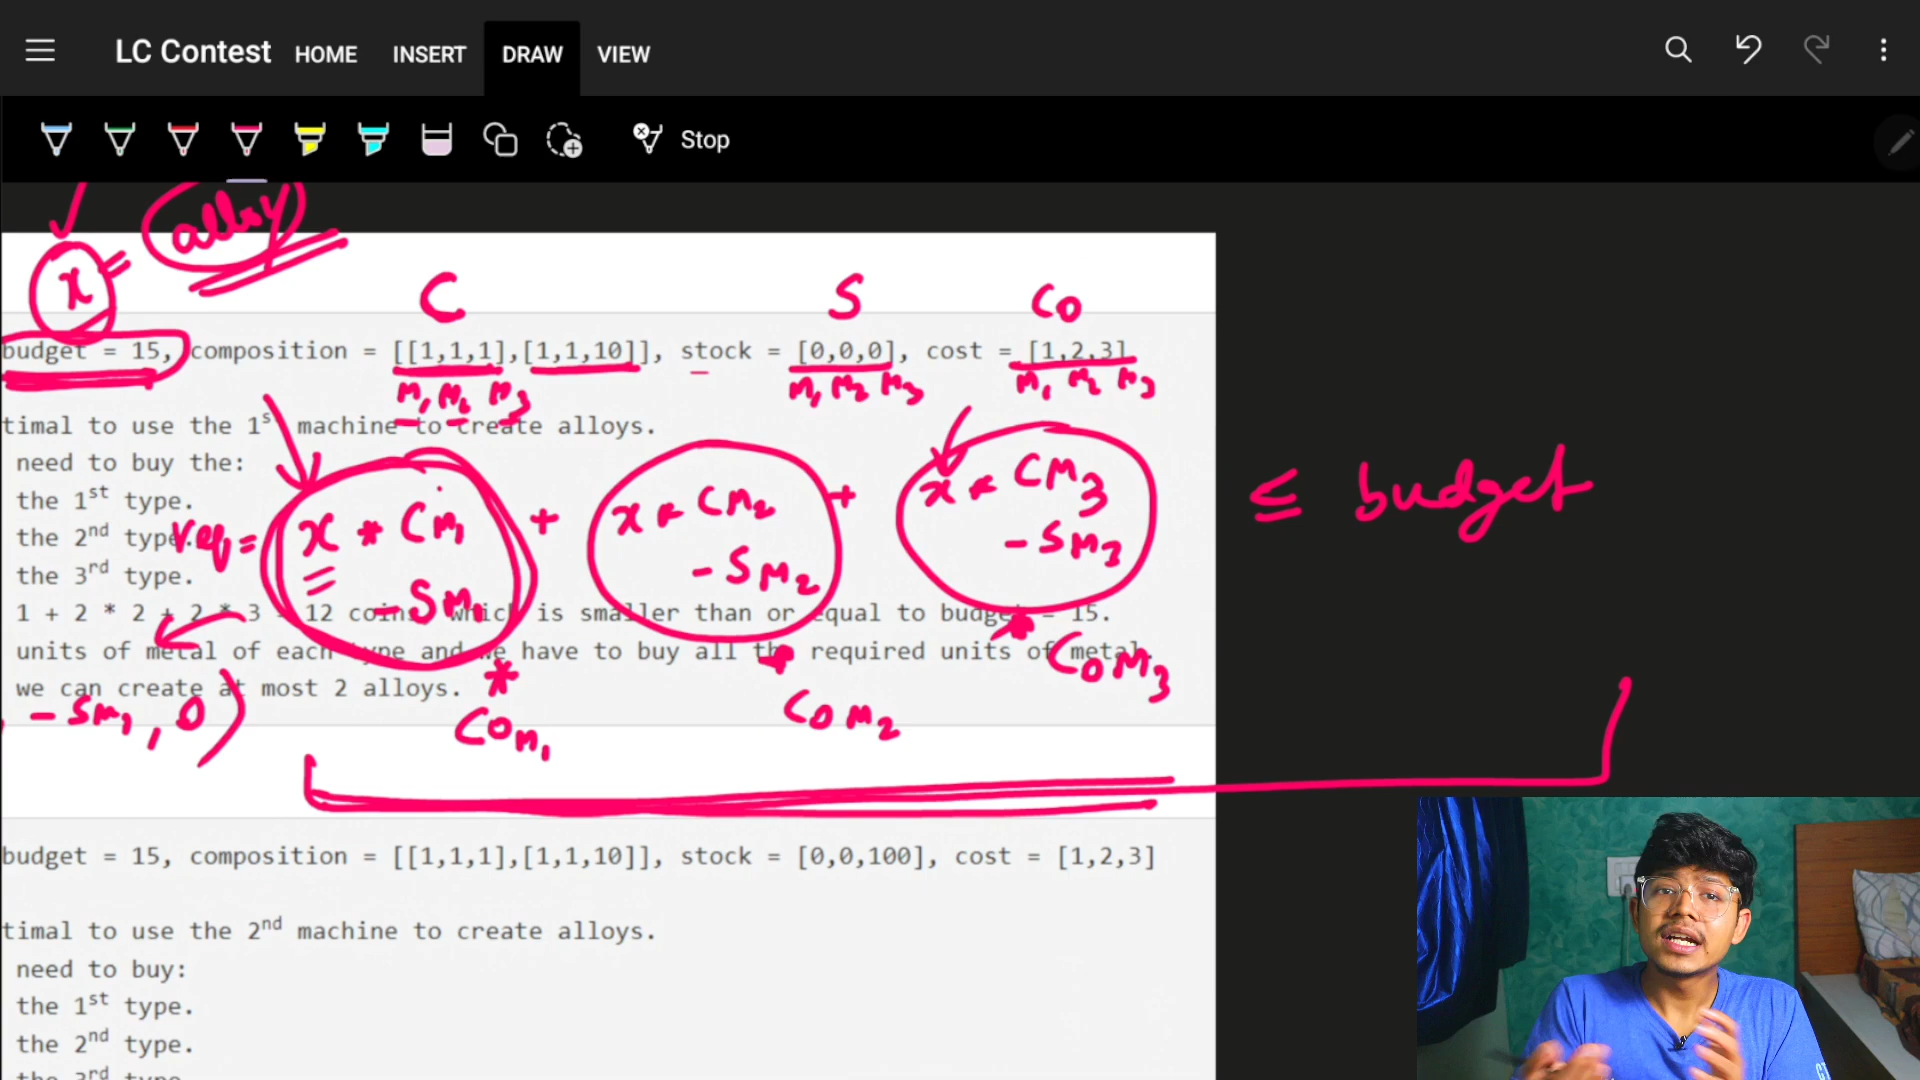 LC Contest HOME INSERT DRAW VIEW
Stop
x = alloy
C S Co
budget = 15, composition = [[1,1,1],[1,1,10]], stock = [0,0,0], cost = [1,2,3]
M1 M2 M3 M1 M2 M3 M1 M2 M3
timal to use the 1st machine to create alloys.
need to buy the:
the 1st type.
the 2nd type.
the 3rd type.
req = x * CM1 - SM1 + x * CM2 - SM2 + x * CM3 - SM3 ≤ budget
1 + 2 * 2 + 2 * 3 12 coins which is smaller than or equal to budget = 15.
units of metal of each type and we have to buy all the required units of metal.
we can create at most 2 alloys.
- SM1, 0)
* COM1 * COM2 * COM3
budget = 15, composition = [[1,1,1],[1,1,10]], stock = [0,0,100], cost = [1,2,3]
timal to use the 2nd machine to create alloys.
need to buy:
the 1st type.
the 2nd type.
the 3rd type